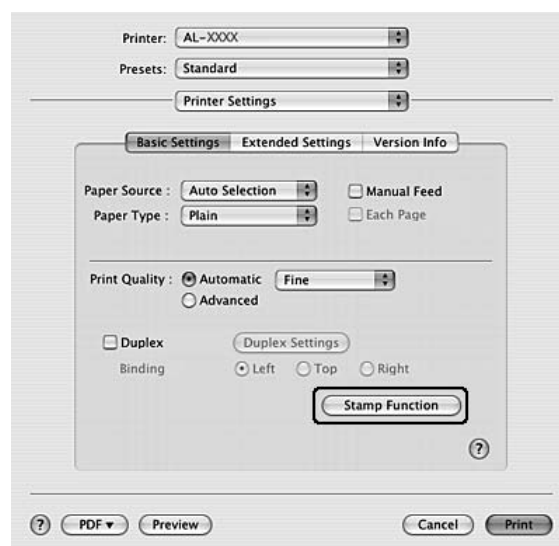 Printer: AL-XXXX
Presets: Standard
Printer Settings
Basic Settings Extended Settings Version Info
Paper Source : Auto Selection Manual Feed
Paper Type : Plain Each Page
Print Quality : Automatic Fine
Advanced
Duplex Duplex Settings
Binding Left Top Right
Stamp Function
?
? PDF▼ Preview Cancel Print